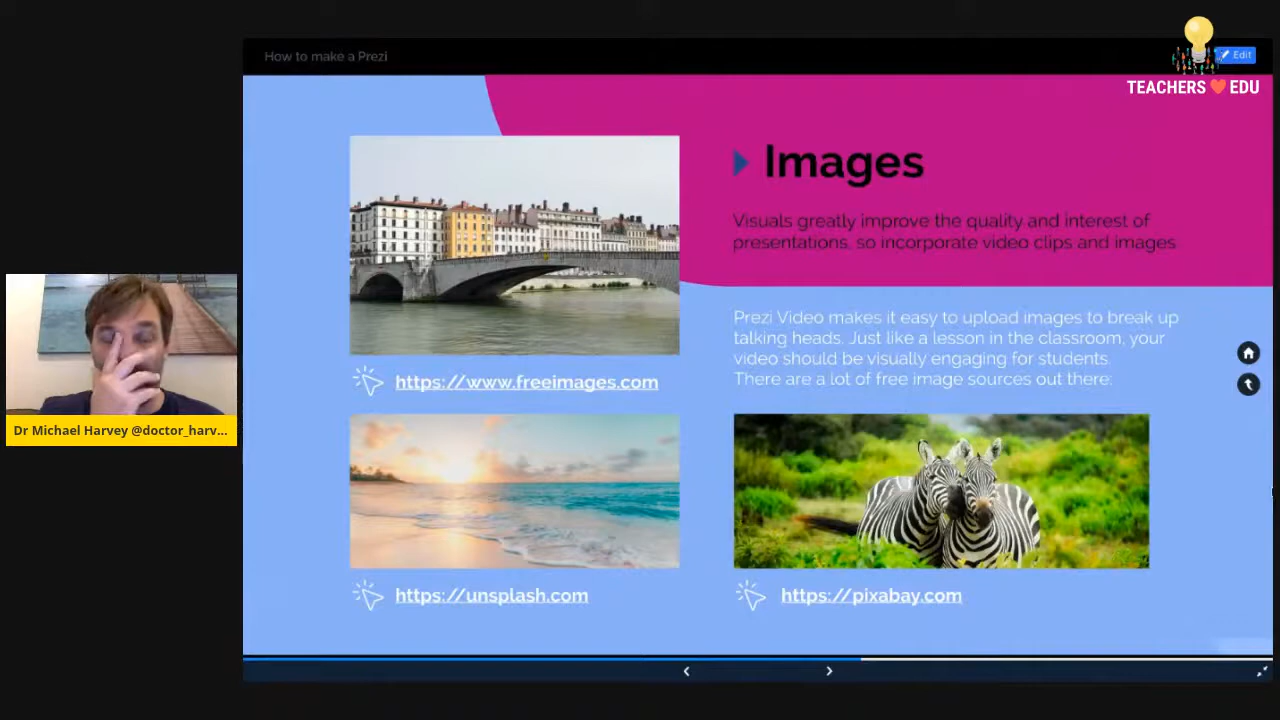 How to make a Prezi
Edit
TEACHERS EDU
Images
Visuals greatly improve the quality and interest of
presentations, so incorporate video clips and images
Prezi Video makes it easy to upload images to break up
talking heads. Just like a lesson in the classroom, your
video should be visually engaging for students.
There are a lot of free image sources out there:
https://www.freeimages.com
https://unsplash.com
https://pixabay.com
Dr Michael Harvey @doctor_harv...